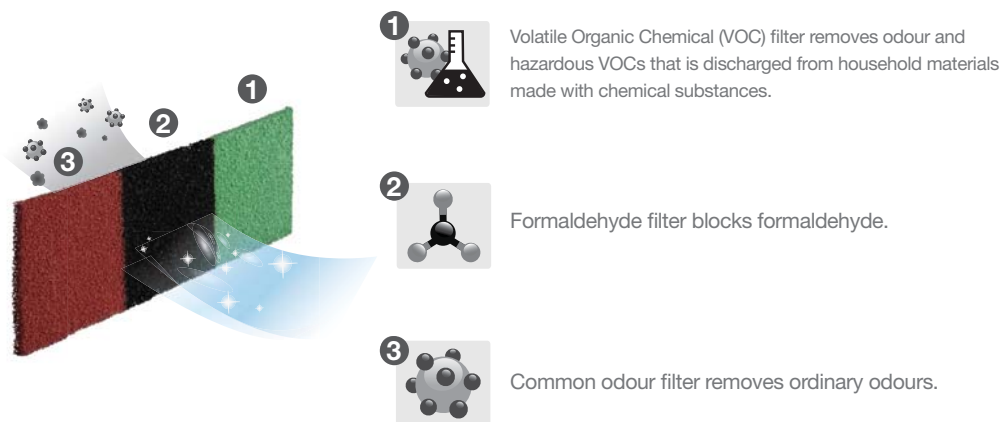 1
Volatile Organic Chemical (VOC) filter removes odour and
hazardous VOCs that is discharged from household materials
made with chemical substances.
1
2
3
2
Formaldehyde filter blocks formaldehyde.
3
Common odour filter removes ordinary odours.